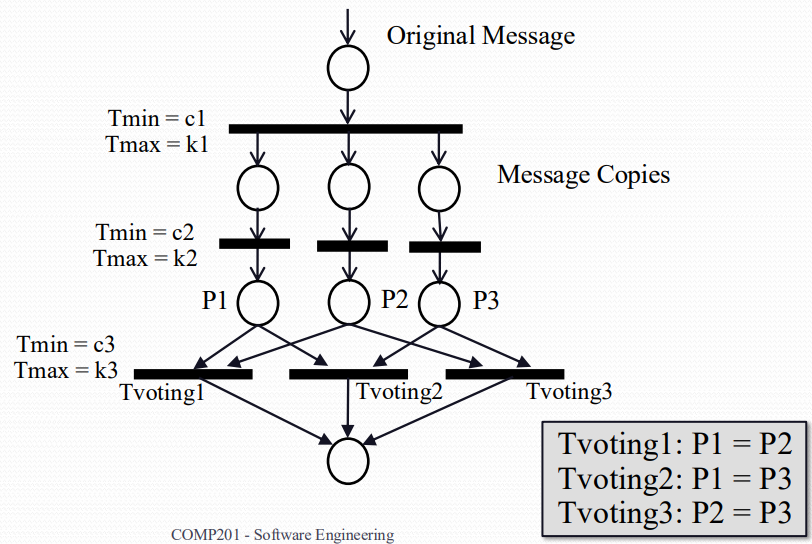 Original Message
Tmin = c1
Tmax = k1
Message Copies
Tmin = c2
Tmax = k2
P1
P2
P3
Tmin = c3
Tmax = k3
Tvoting1
Tvoting2
Tvoting3
Tvoting1: P1 = P2
Tvoting2: P1 = P3
Tvoting3: P2 = P3
COMP201 - Software Engineering